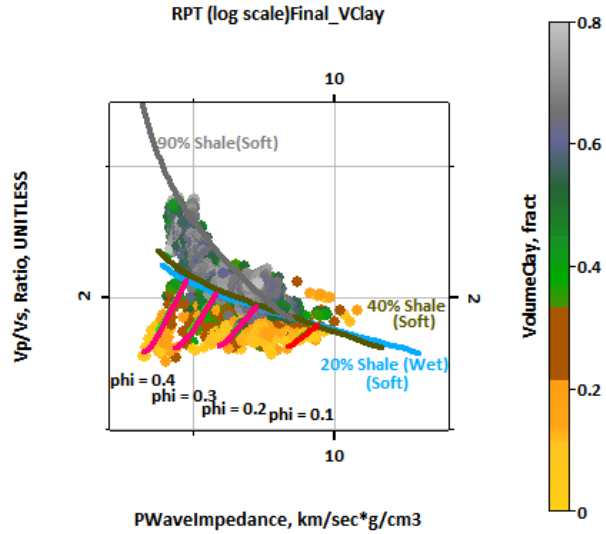 RPT (log scale)Final_VClay
10
0.8
90% Shale(Soft)
0.6
Vp/Vs, Ratio, UNITLESS
VolumeClay, fract
0.4
2
40% Shale
(Soft)
2
20% Shale (Wet)
(Soft)
phi = 0.4
phi = 0.3
phi = 0.2
phi = 0.1
0.2
10
0
PWaveImpedance, km/sec*g/cm3